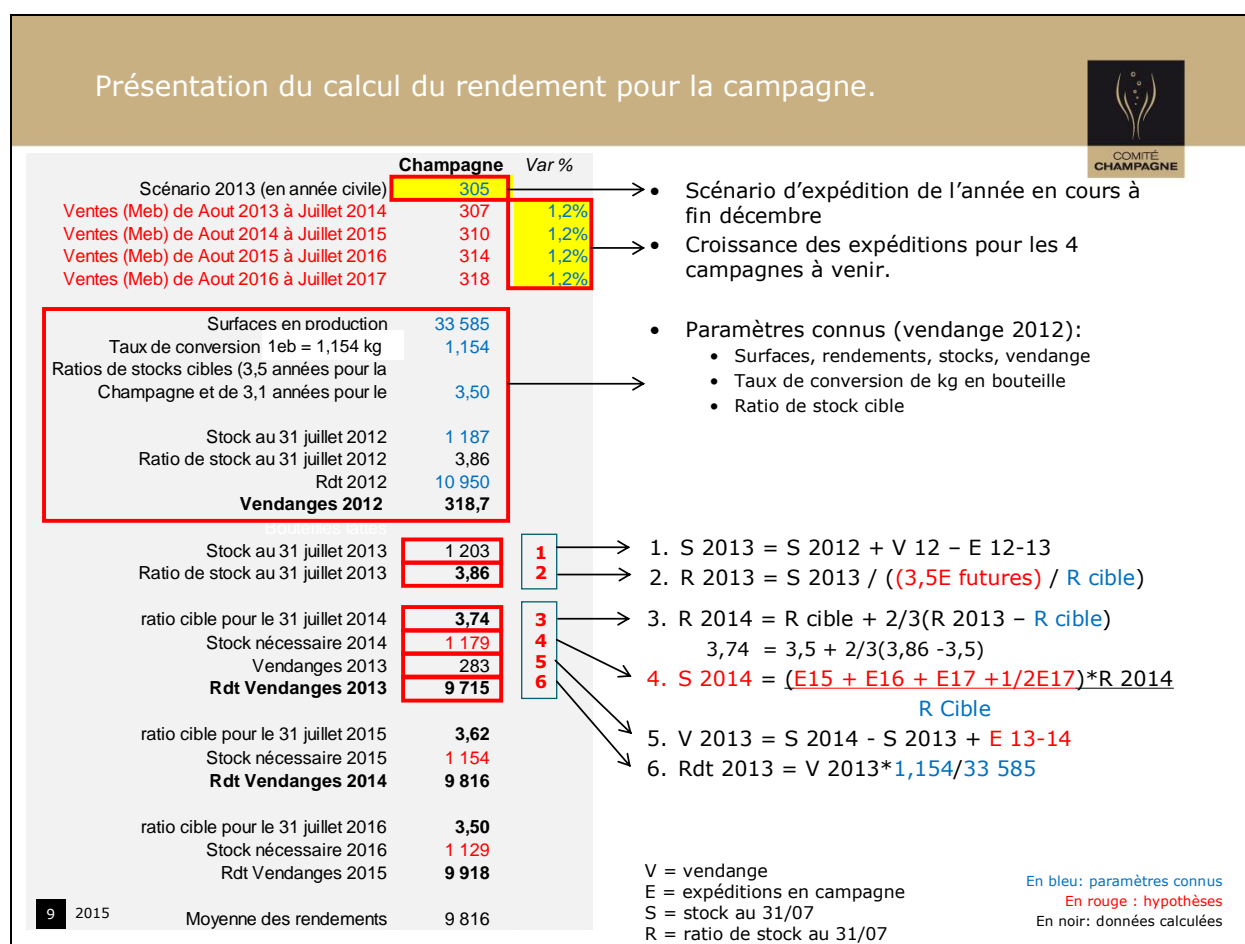 Présentation du calcul du rendement pour la campagne.
COMITÉ
CHAMPAGNE
Champagne Var %
Scénario 2013 (en année civile) 305
Ventes (Meb) de Aout 2013 à Juillet 2014 307 1,2%
Ventes (Meb) de Aout 2014 à Juillet 2015 310 1,2%
Ventes (Meb) de Aout 2015 à Juillet 2016 314 1,2%
Ventes (Meb) de Aout 2016 à Juillet 2017 318 1,2%
Surfaces en production 33 585
Taux de conversion 1eb = 1,154 kg 1,154
Ratios de stocks cibles (3,5 années pour la
Champagne et de 3,1 années pour le 3,50
Stock au 31 juillet 2012 1 187
Ratio de stock au 31 juillet 2012 3,86
Rdt 2012 10 950
Vendanges 2012 318,7
Bouteilles faites
Stock au 31 juillet 2013 1 203 1
Ratio de stock au 31 juillet 2013 3,86 2
ratio cible pour le 31 juillet 2014 3,74 3
Stock nécessaire 2014 1 179 4
Vendanges 2013 283 5
Rdt Vendanges 2013 9 715 6
ratio cible pour le 31 juillet 2015 3,62
Stock nécessaire 2015 1 154
Rdt Vendanges 2014 9 816
ratio cible pour le 31 juillet 2016 3,50
Stock nécessaire 2016 1 129
Rdt Vendanges 2015 9 918
Moyenne des rendements 9 816
• Scénario d'expédition de l'année en cours à
fin décembre
• Croissance des expéditions pour les 4
campagnes à venir.
• Paramètres connus (vendange 2012):
• Surfaces, rendements, stocks, vendange
• Taux de conversion de kg en bouteille
• Ratio de stock cible
1. S 2013 = S 2012 + V 12 – E 12-13
2. R 2013 = S 2013 / ((3,5E futures) / R cible)
3. R 2014 = R cible + 2/3(R 2013 – R cible)
3,74 = 3,5 + 2/3(3,86 -3,5)
4. S 2014 = (E15 + E16 + E17 +1/2E17)*R 2014
R Cible
5. V 2013 = S 2014 - S 2013 + E 13-14
6. Rdt 2013 = V 2013*1,154/33 585
V = vendange
E = expéditions en campagne
S = stock au 31/07
R = ratio de stock au 31/07
En bleu: paramètres connus
En rouge : hypothèses
En noir: données calculées
9 2015